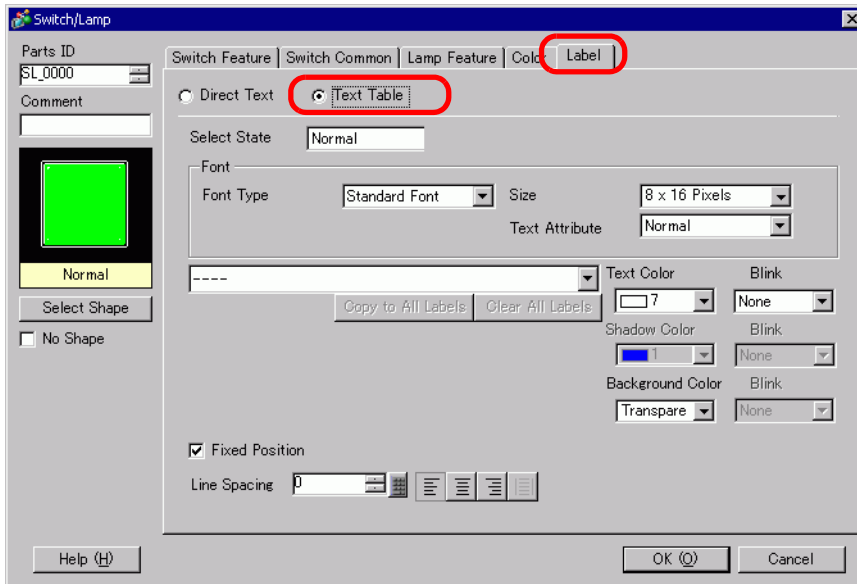 Switch/Lamp
Parts ID
SL_0000
Comment
Normal
Select Shape
No Shape
Switch Feature Switch Common Lamp Feature Color Label
Direct Text Text Table
Select State Normal
Font
Font Type Standard Font Size 8 x 16 Pixels
Text Attribute Normal
---- Text Color Blink
7 None
Copy to All Labels Clear All Labels
Shadow Color Blink
1 None
Background Color Blink
Transpare None
Fixed Position
Line Spacing 0
Help (H) OK (O) Cancel